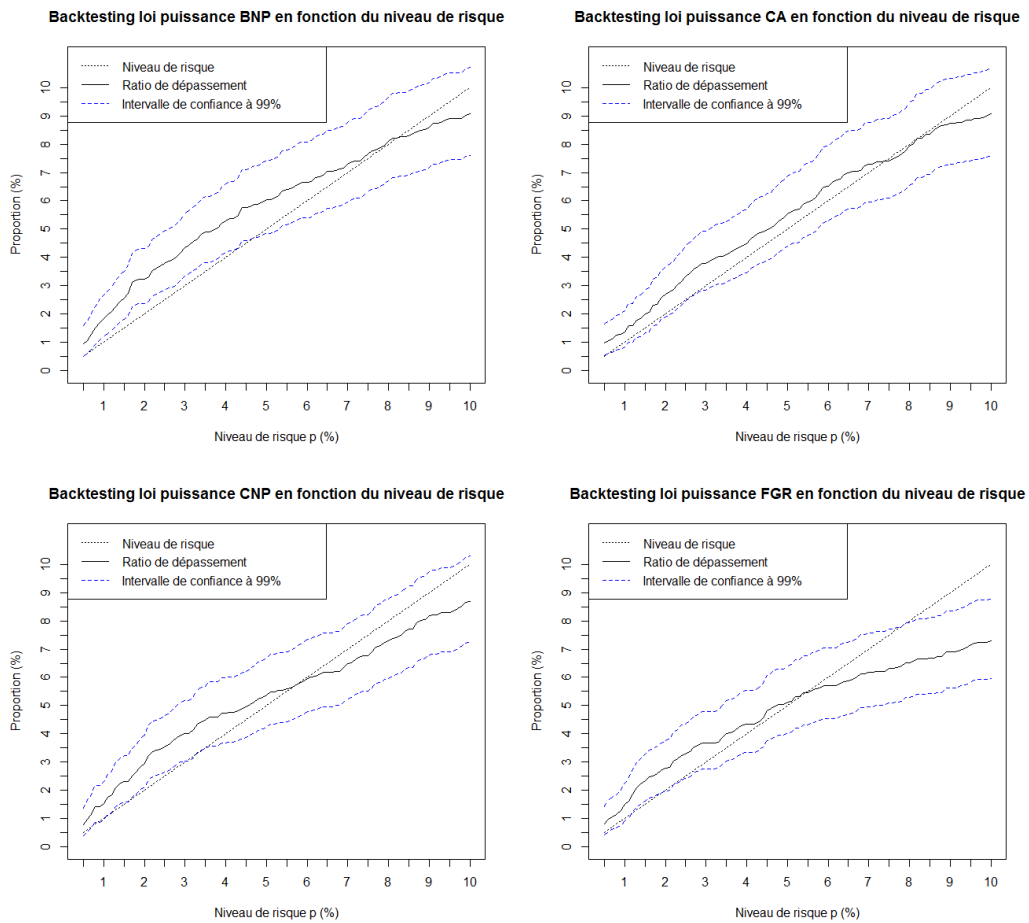 Backtesting loi puissance BNP en fonction du niveau de risque
Niveau de risque
Ratio de dépassement
Intervalle de confiance à 99%
Proportion (%)
0 1 2 3 4 5 6 7 8 9 10
1 2 3 4 5 6 7 8 9 10
Niveau de risque p (%)
Backtesting loi puissance CA en fonction du niveau de risque
Niveau de risque
Ratio de dépassement
Intervalle de confiance à 99%
Proportion (%)
0 1 2 3 4 5 6 7 8 9 10
1 2 3 4 5 6 7 8 9 10
Niveau de risque p (%)
Backtesting loi puissance CNP en fonction du niveau de risque
Niveau de risque
Ratio de dépassement
Intervalle de confiance à 99%
Proportion (%)
0 1 2 3 4 5 6 7 8 9 10
1 2 3 4 5 6 7 8 9 10
Niveau de risque p (%)
Backtesting loi puissance FGR en fonction du niveau de risque
Niveau de risque
Ratio de dépassement
Intervalle de confiance à 99%
Proportion (%)
0 1 2 3 4 5 6 7 8 9 10
1 2 3 4 5 6 7 8 9 10
Niveau de risque p (%)